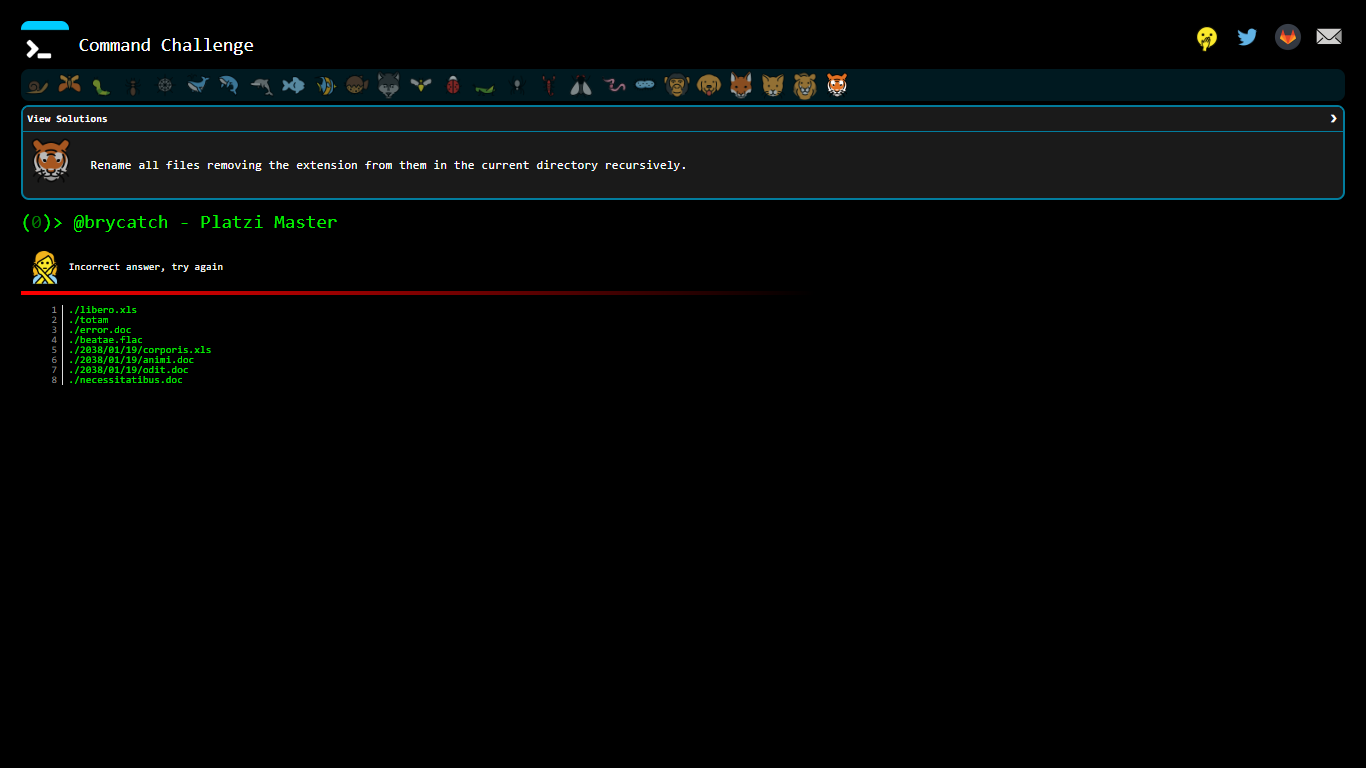 Command Challenge
View Solutions
Rename all files removing the extension from them in the current directory recursively.
(0)> @brycatch - Platzi Master
Incorrect answer, try again
1 ./libero.xls
2 ./totam
3 ./error.doc
4 ./beatae.flac
5 ./2038/01/19/corporis.xls
6 ./2038/01/19/animi.doc
7 ./2038/01/19/odit.doc
8 ./necessitatibus.doc